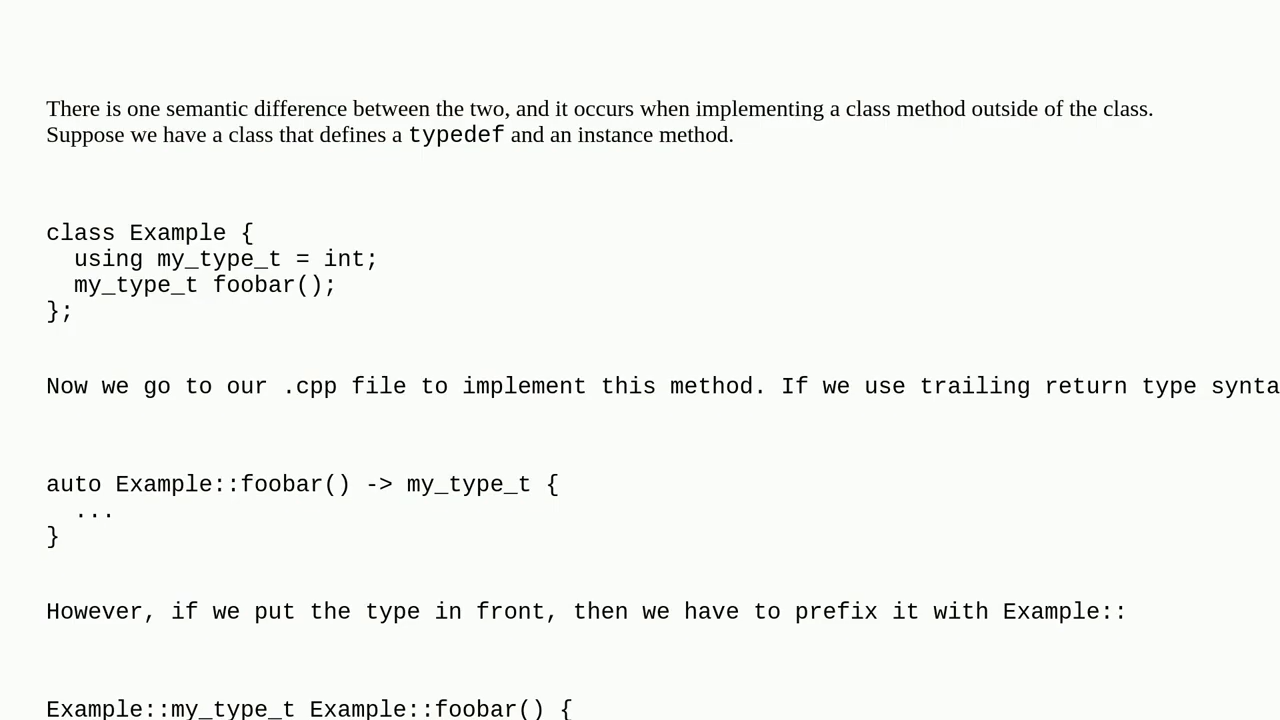 There is one semantic difference between the two, and it occurs when implementing a class method outside of the class.
Suppose we have a class that defines a typedef and an instance method.
class Example {
  using my_type_t = int;
  my_type_t foobar();
};
Now we go to our .cpp file to implement this method. If we use trailing return type synta
auto Example::foobar() -> my_type_t {
  ...
}
However, if we put the type in front, then we have to prefix it with Example::
Example::my_type_t Example::foobar() {